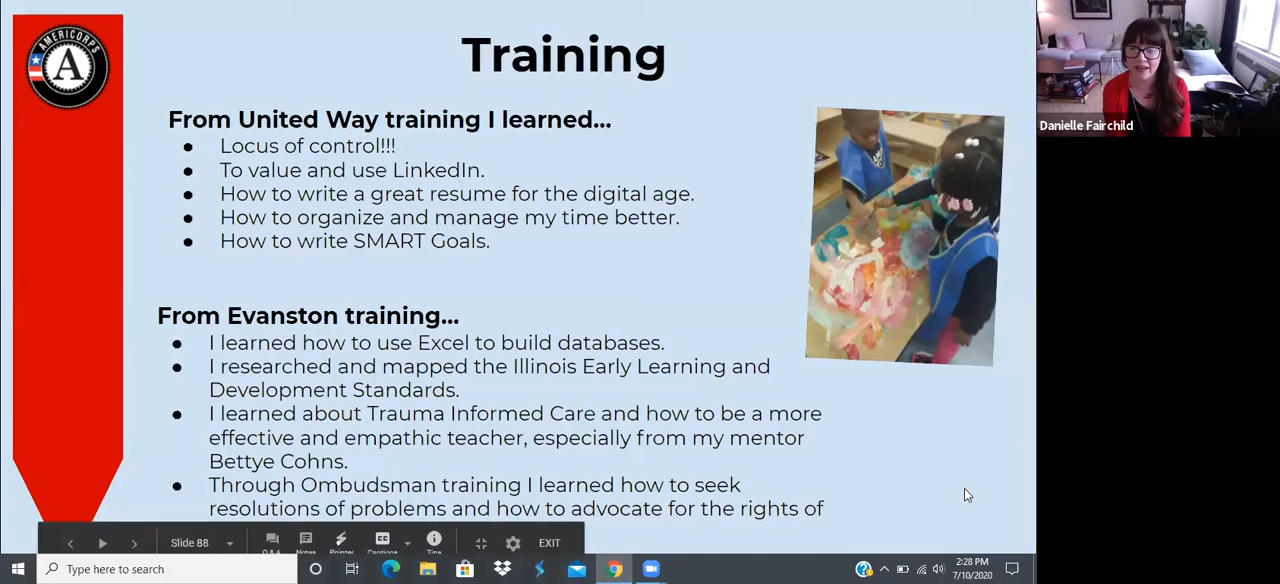 AMERICORPS
A
Training
Danielle Fairchild
From United Way training I learned...
● Locus of control!!!
● To value and use LinkedIn.
● How to write a great resume for the digital age.
● How to organize and manage my time better.
● How to write SMART Goals.
From Evanston training...
● I learned how to use Excel to build databases.
● I researched and mapped the Illinois Early Learning and
Development Standards.
● I learned about Trauma Informed Care and how to be a more
effective and empathic teacher, especially from my mentor
Bettye Cohns.
● Through Ombudsman training I learned how to seek
resolutions of problems and how to advocate for the rights of
Slide 88
Q & A
Notes
Pointer
Captions
EXIT
Type here to search
2:28 PM
7/10/2020